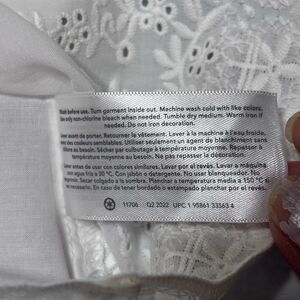 Wash before use. Turn garment inside out. Machine wash cold with like colors.
Use only non-chlorine bleach when needed. Tumble dry medium. Warm iron if
needed. Do not iron decoration.
Laver avant de porter. Retourner le vêtement. Laver à la machine à l'eau froide,
avec des couleurs semblables. Utiliser seulement un agent de blanchiment sans
au besoin. Sécher par culbutage à température moyenne. Repasser à
température moyenne au besoin. Ne pas repasser la décoration.
Lavar antes de usar con colores similares. Lavar por el revés. Lavar a máquina
con agua fría a 30 °C. Con jabón o detergente. No usar blanqueador. No
Secar colgado a la sombra. Planchar a temperatura media a 150 °C si
es necesario. En caso de tener bordado o estampado planchar por el revés.
11706 Q2 2022 UPC 1 95861 33563 4